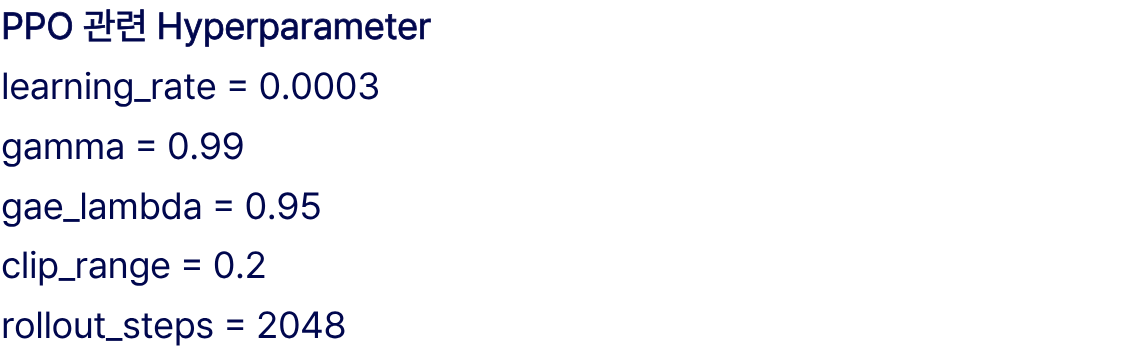 PPO 관련 Hyperparameter
learning_rate = 0.0003
gamma = 0.99
gae_lambda = 0.95
clip_range = 0.2
rollout_steps = 2048